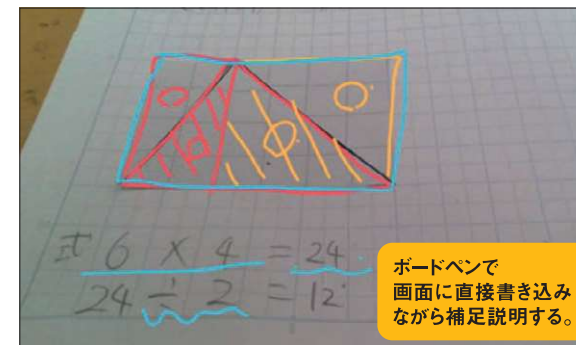 式 6 × 4 = 24
24 ÷ 2 = 12
ボードペンで
画面に直接書き込み
ながら補足説明する。